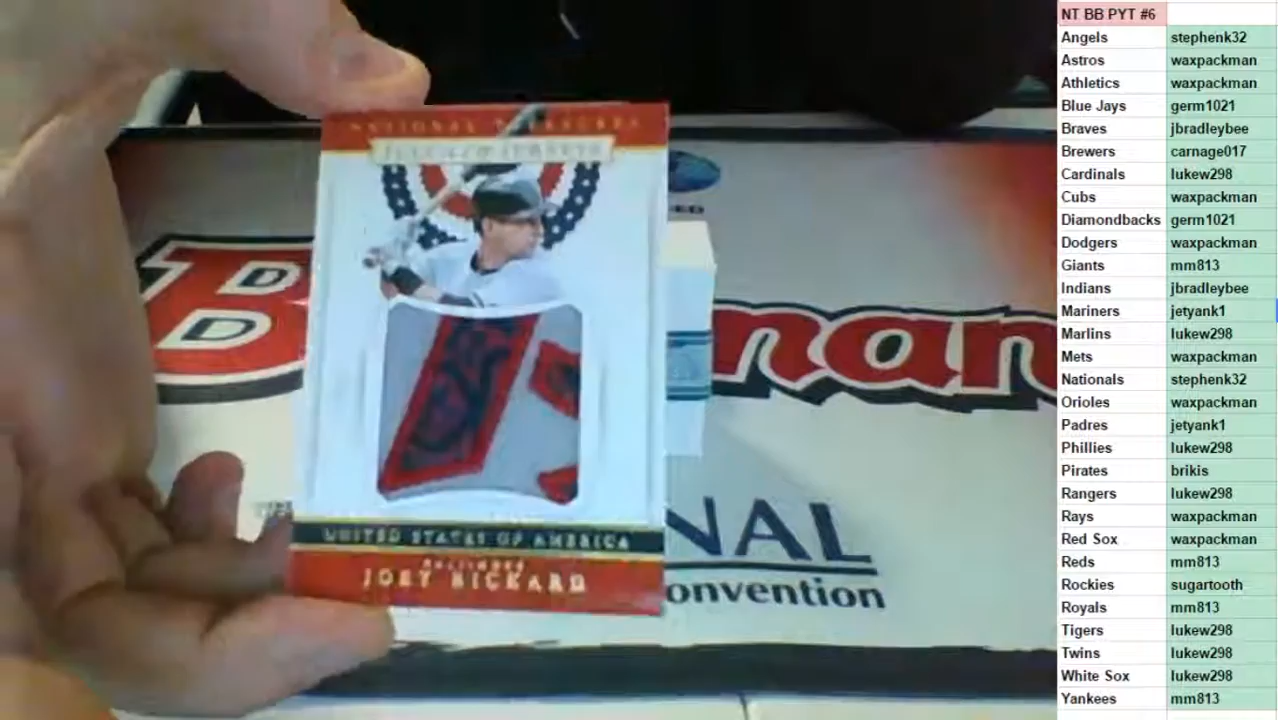 NATIONAL TREASURES
UNITED STATES OF AMERICA
BALTIMORE
JOEY RICKARD
NAL
onvention
NT BB PYT #6
Angels stephenk32
Astros waxpackman
Athletics waxpackman
Blue Jays germ1021
Braves jbradleybee
Brewers carnage017
Cardinals lukew298
Cubs waxpackman
Diamondbacks germ1021
Dodgers waxpackman
Giants mm813
Indians jbradleybee
Mariners jetyank1
Marlins lukew298
Mets waxpackman
Nationals stephenk32
Orioles waxpackman
Padres jetyank1
Phillies lukew298
Pirates brikis
Rangers lukew298
Rays waxpackman
Red Sox waxpackman
Reds mm813
Rockies sugartooth
Royals mm813
Tigers lukew298
Twins lukew298
White Sox lukew298
Yankees mm813